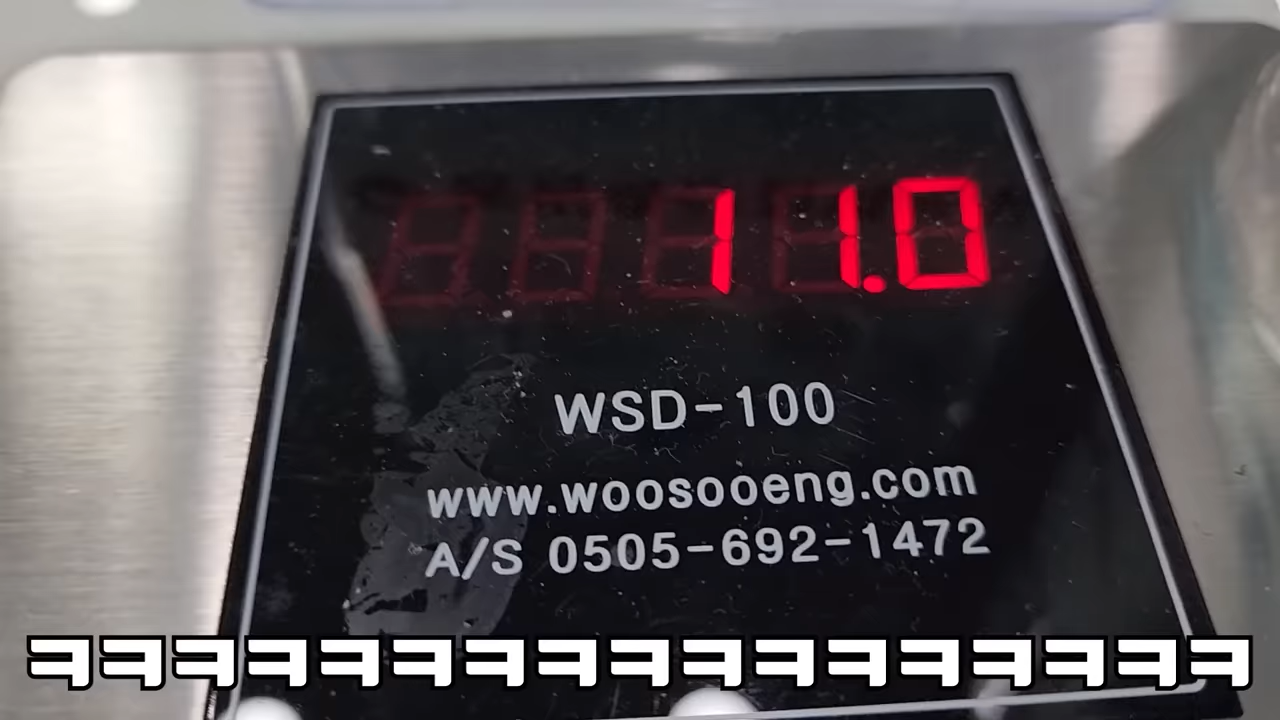 11.0
WSD-100
www.woosooeng.com
A/S 0505-692-1472
ㅋㅋㅋㅋㅋㅋㅋㅋㅋㅋㅋㅋㅋㅋㅋㅋㅋ